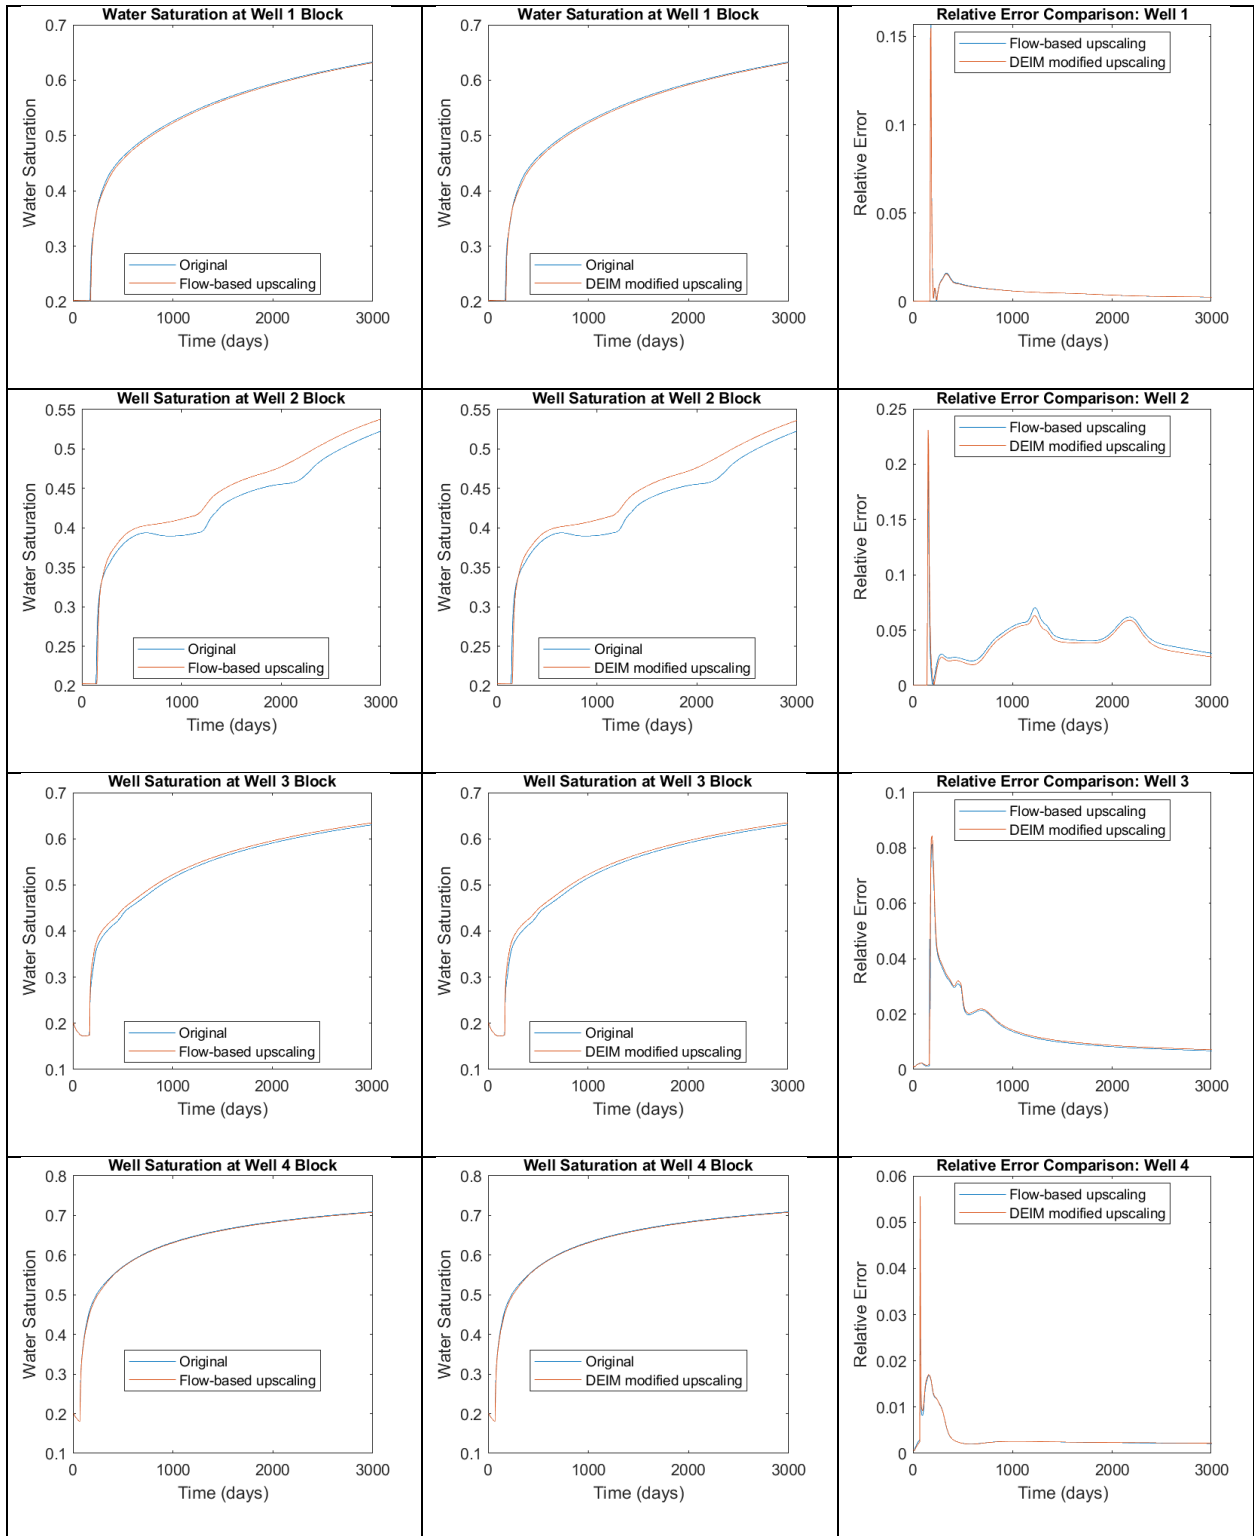 Water Saturation at Well 1 Block
0.7
0.6
0.5
0.4
0.3
0.2
Water Saturation
Original
Flow-based upscaling
0 1000 2000 3000
Time (days)
Water Saturation at Well 1 Block
0.7
0.6
0.5
0.4
0.3
0.2
Water Saturation
Original
DEIM modified upscaling
0 1000 2000 3000
Time (days)
Relative Error Comparison: Well 1
0.15
0.1
0.05
0
Relative Error
Flow-based upscaling
DEIM modified upscaling
0 1000 2000 3000
Time (days)
Well Saturation at Well 2 Block
0.55
0.5
0.45
0.4
0.35
0.3
0.25
0.2
Water Saturation
Original
Flow-based upscaling
0 1000 2000 3000
Time (days)
Well Saturation at Well 2 Block
0.55
0.5
0.45
0.4
0.35
0.3
0.25
0.2
Water Saturation
Original
DEIM modified upscaling
0 1000 2000 3000
Time (days)
Relative Error Comparison: Well 2
0.25
0.2
0.15
0.1
0.05
0
Relative Error
Flow-based upscaling
DEIM modified upscaling
0 1000 2000 3000
Time (days)
Well Saturation at Well 3 Block
0.7
0.6
0.5
0.4
0.3
0.2
0.1
Water Saturation
Original
Flow-based upscaling
0 1000 2000 3000
Time (days)
Well Saturation at Well 3 Block
0.7
0.6
0.5
0.4
0.3
0.2
0.1
Water Saturation
Original
DEIM modified upscaling
0 1000 2000 3000
Time (days)
Relative Error Comparison: Well 3
0.1
0.08
0.06
0.04
0.02
0
Relative Error
Flow-based upscaling
DEIM modified upscaling
0 1000 2000 3000
Time (days)
Well Saturation at Well 4 Block
0.8
0.7
0.6
0.5
0.4
0.3
0.2
0.1
Water Saturation
Original
Flow-based upscaling
0 1000 2000 3000
Time (days)
Well Saturation at Well 4 Block
0.8
0.7
0.6
0.5
0.4
0.3
0.2
0.1
Water Saturation
Original
DEIM modified upscaling
0 1000 2000 3000
Time (days)
Relative Error Comparison: Well 4
0.06
0.05
0.04
0.03
0.02
0.01
0
Relative Error
Flow-based upscaling
DEIM modified upscaling
0 1000 2000 3000
Time (days)